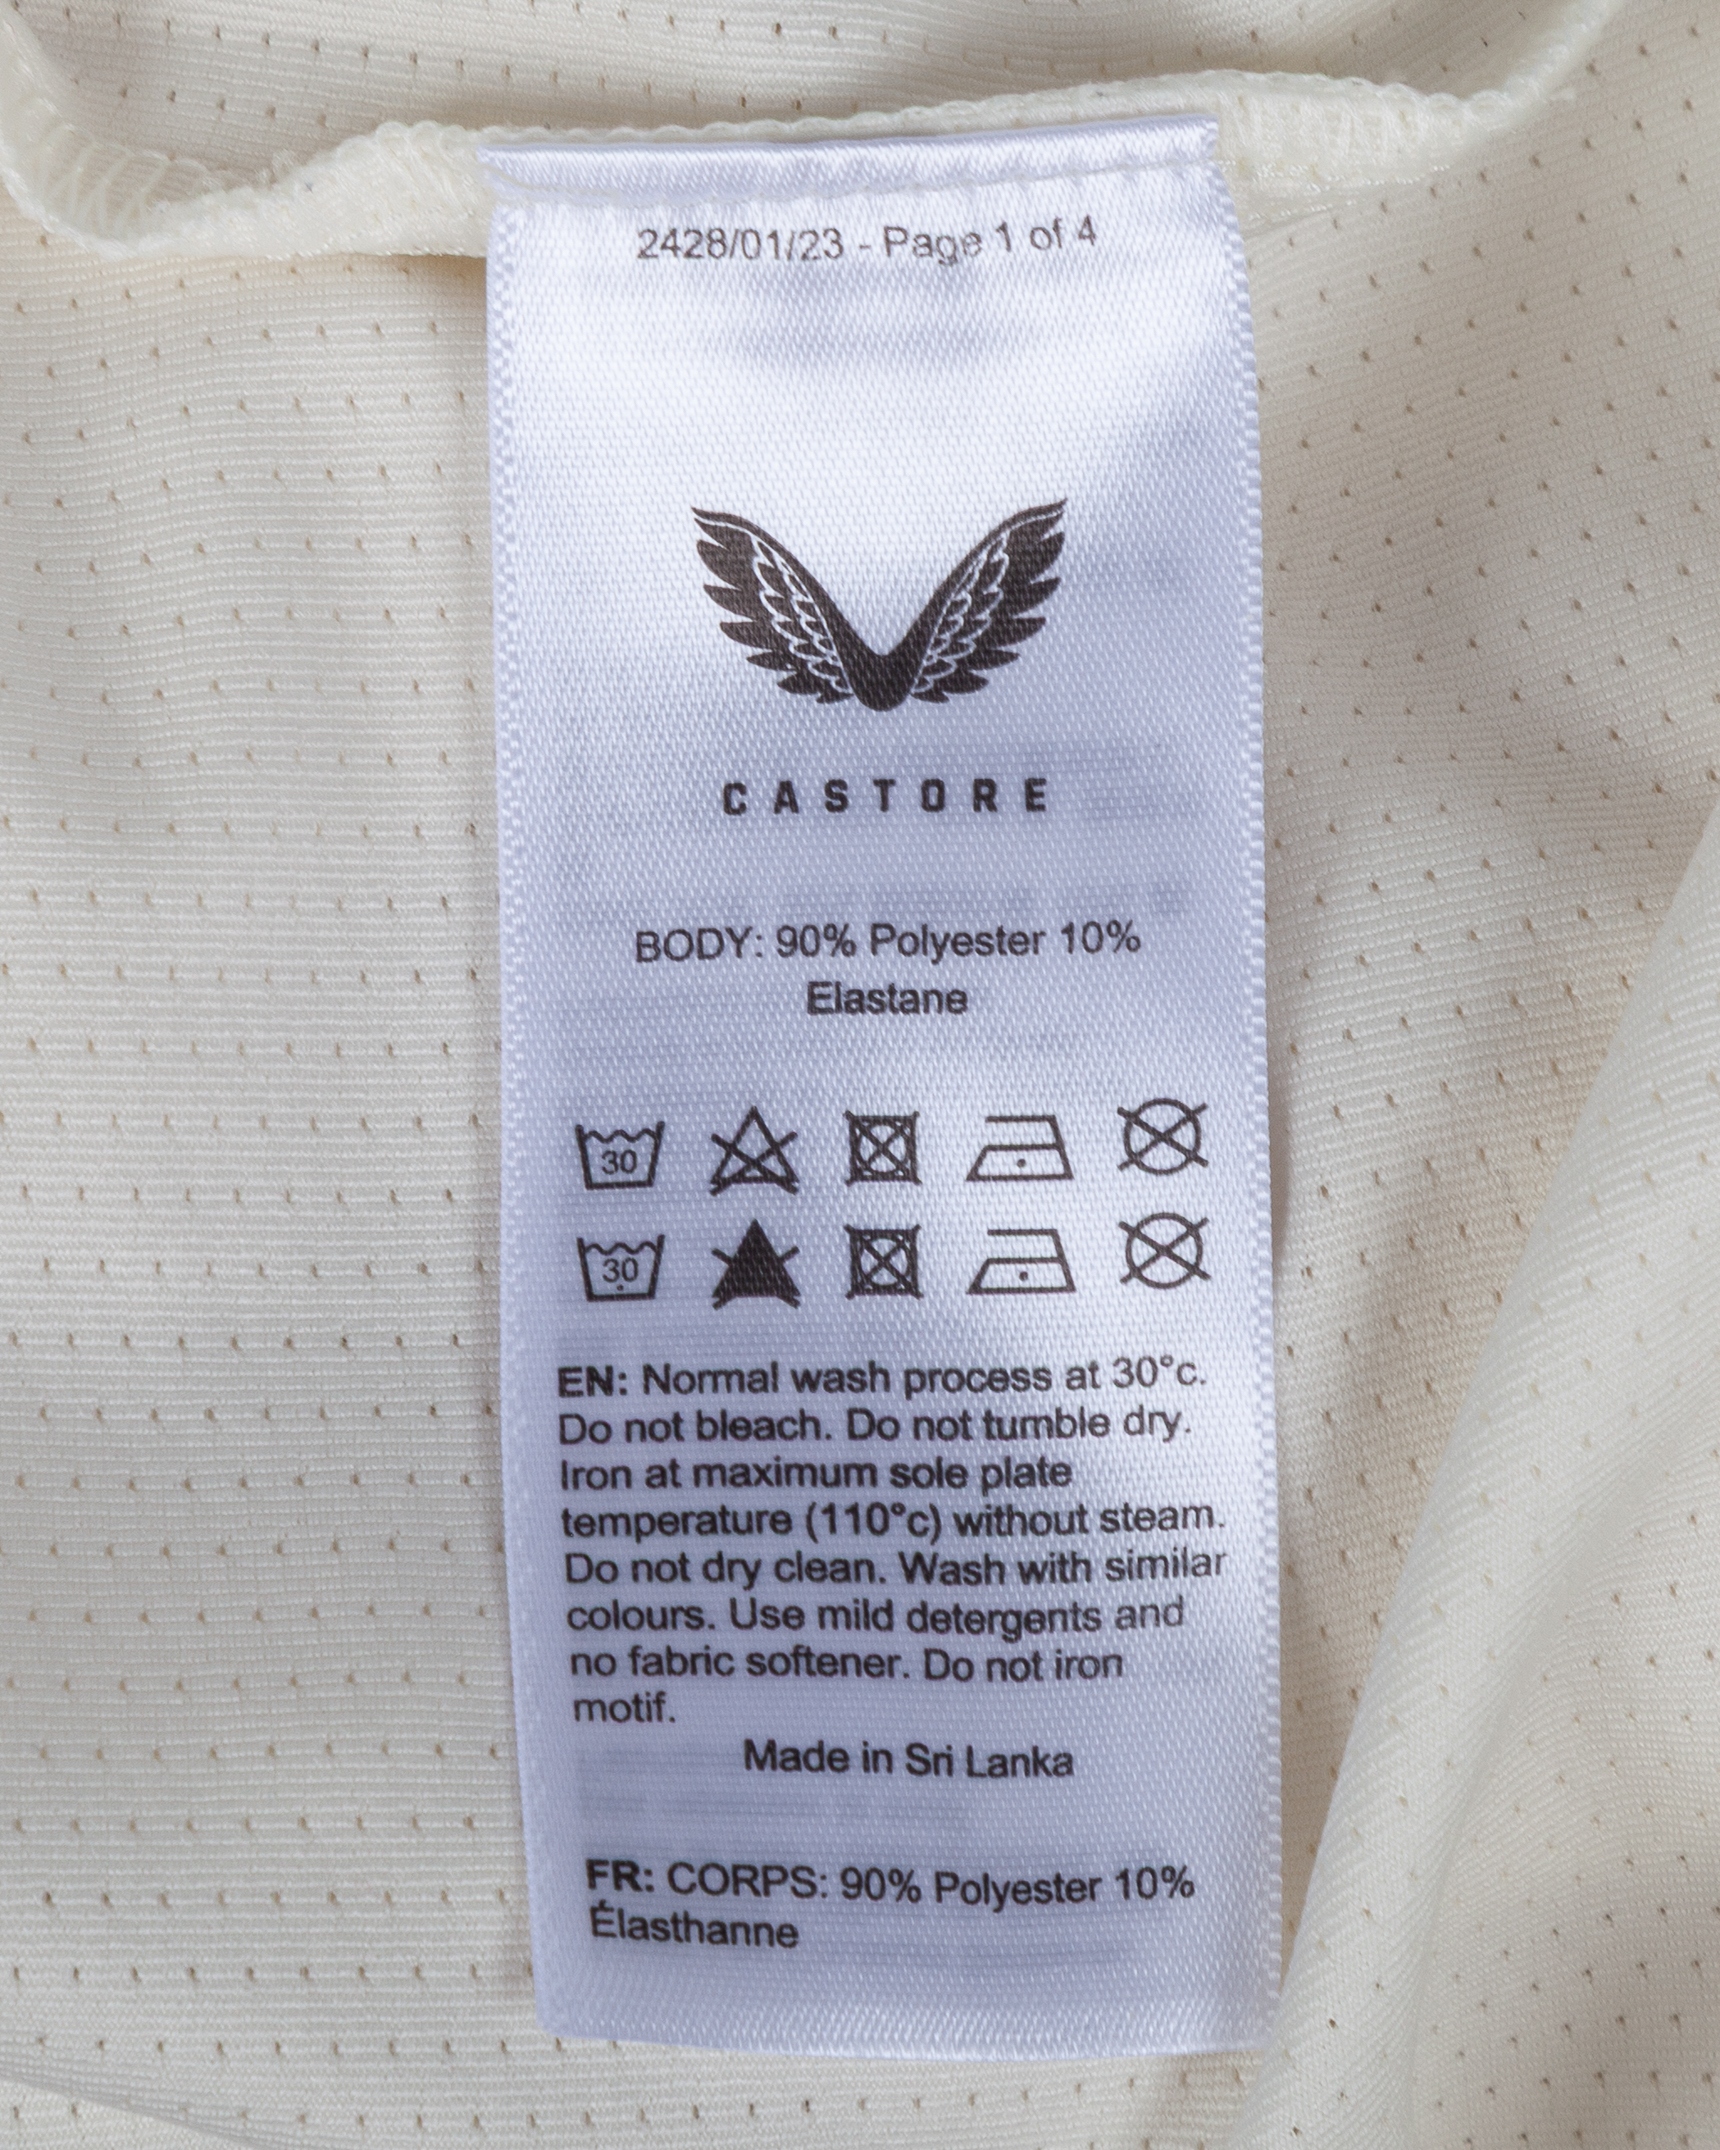 2428/01/23 - Page 1 of 4
CASTORE
BODY: 90% Polyester 10%
Elastane
30
30
EN: Normal wash process at 30°c.
Do not bleach. Do not tumble dry.
Iron at maximum sole plate
temperature (110°c) without steam.
Do not dry clean. Wash with similar
colours. Use mild detergents and
no fabric softener. Do not iron
motif.
Made in Sri Lanka
FR: CORPS: 90% Polyester 10%
Élasthanne